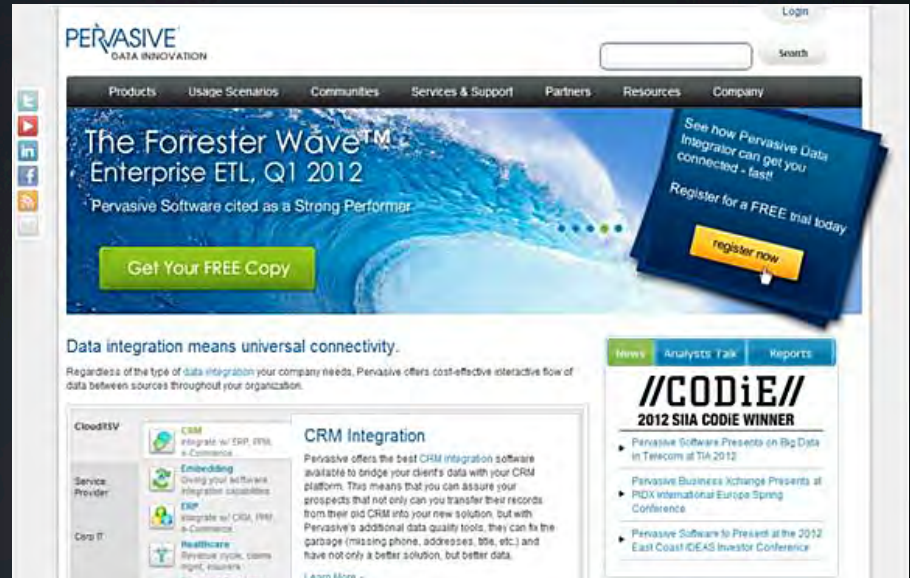 Login
PERVASIVE
DATA INNOVATION
Search
Products Usage Scenarios Communities Services & Support Partners Resources Company
The Forrester Wave™
Enterprise ETL, Q1 2012
Pervasive Software cited as a Strong Performer
Get Your FREE Copy
See how Pervasive Data
Integrator can get you
connected - fast!
Register for a FREE trial today
register now
Data integration means universal connectivity.
Regardless of the type of data integration your company needs, Pervasive offers cost-effective interactive flow of
data between sources throughout your organization.
CloudISV
Service
Provider
Corp IT
CRM
integrate w/ ERP, PPM,
e-Commerce
Embedding
Giving your software
integration capabilities
ERP
integrate w/ CRM, PPM,
e-Commerce
Healthcare
Revenue cycle, claims
mgnt, insurers
CRM Integration
Pervasive offers the best CRM integration software
available to bridge your client's data with your CRM
platform. This means that you can assure your
prospects that not only can you transfer their records
from their old CRM into your new solution, but with
Pervasive's additional data quality tools, they can fix the
garbage (missing phone, addresses, title, etc.) and
have not only a better solution, but better data.
Learn More
News Analysts Talk Reports
//CODiE//
2012 SIIA CODiE WINNER
Pervasive Software Presents on Big Data
in Telecom at TIA 2012
Pervasive Business Xchange Presents at
PIDX International Europe Spring
Conference
Pervasive Software to Present at the 2012
East Coast IDEAS Investor Conference